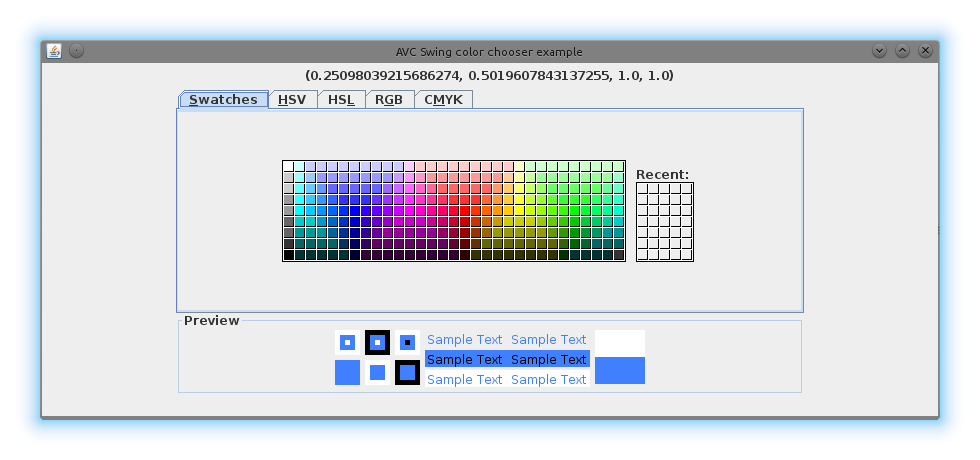 AVC Swing color chooser example
(0.25098039215686274, 0.5019607843137255, 1.0, 1.0)
Swatches HSV HSL RGB CMYK
Recent:
Preview
Sample Text Sample Text
Sample Text Sample Text
Sample Text Sample Text